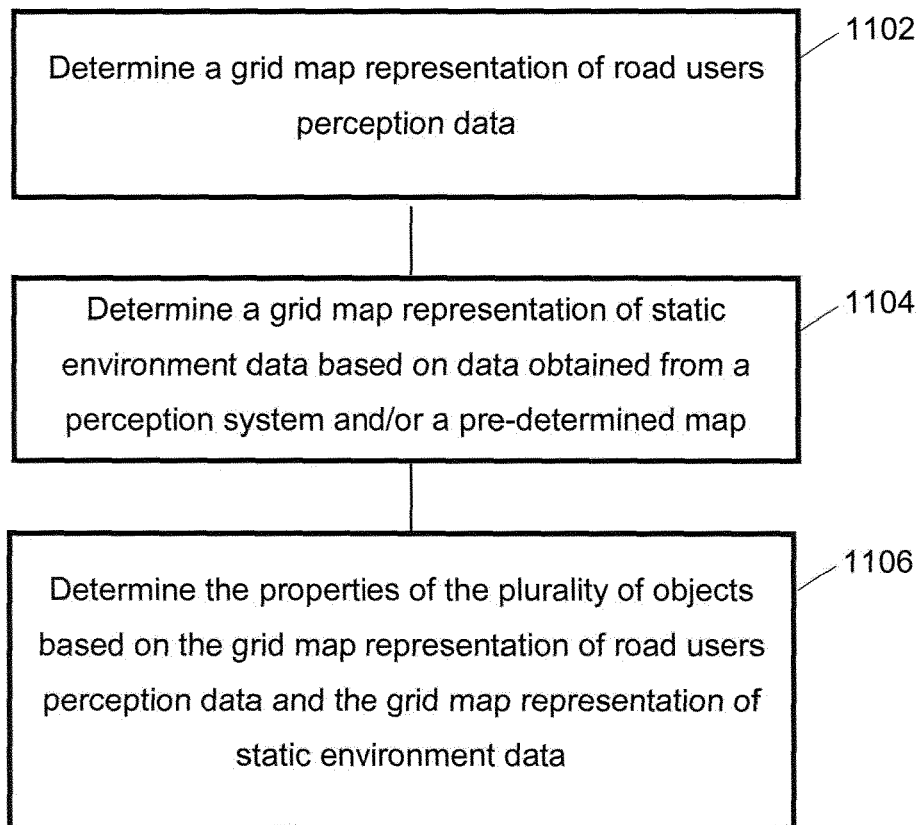 1102
Determine a grid map representation of road users
perception data
1104
Determine a grid map representation of static
environment data based on data obtained from a
perception system and/or a pre-determined map
1106
Determine the properties of the plurality of objects
based on the grid map representation of road users
perception data and the grid map representation of
static environment data